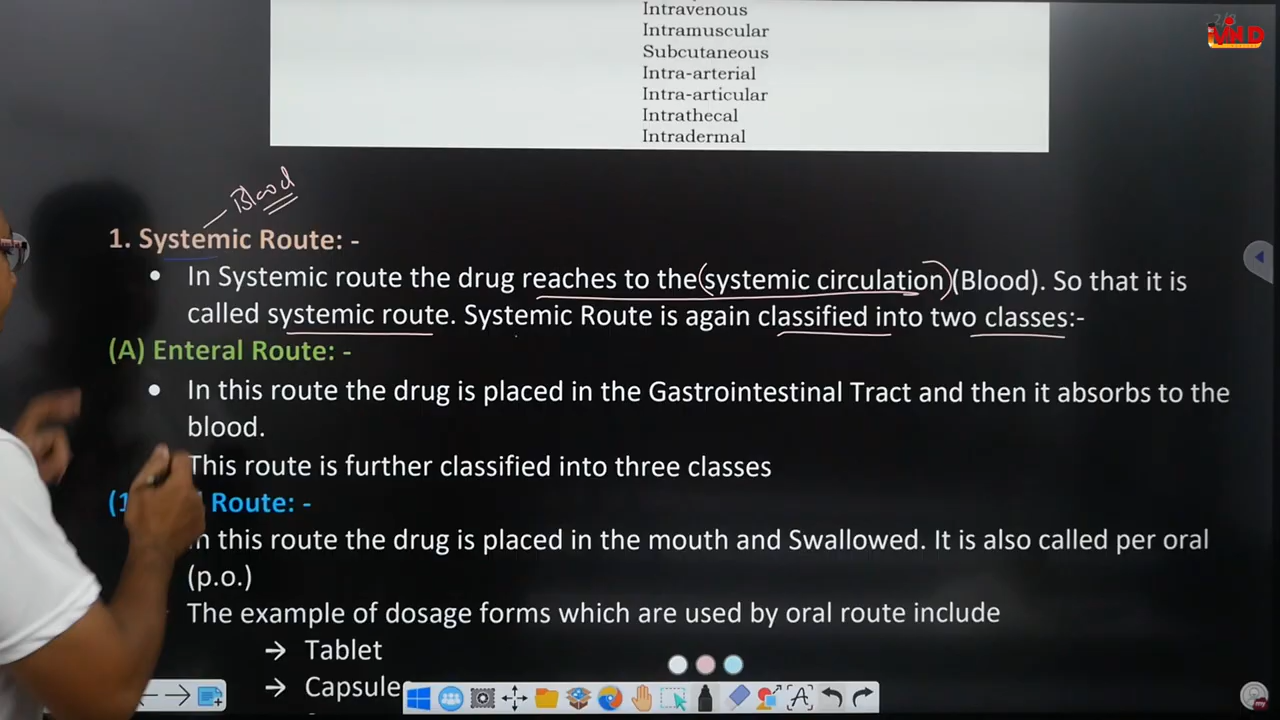 2/3
Intravenous
Intramuscular
Subcutaneous
Intra-arterial
Intra-articular
Intrathecal
Intradermal
Blood
1. Systemic Route: -
• In Systemic route the drug reaches to the (systemic circulation) (Blood). So that it is
called systemic route. Systemic Route is again classified into two classes:-
(A) Enteral Route: -
• In this route the drug is placed in the Gastrointestinal Tract and then it absorbs to the
blood.
This route is further classified into three classes
(1 Route: -
In this route the drug is placed in the mouth and Swallowed. It is also called per oral
(p.o.)
The example of dosage forms which are used by oral route include
→ Tablet
→ Capsules